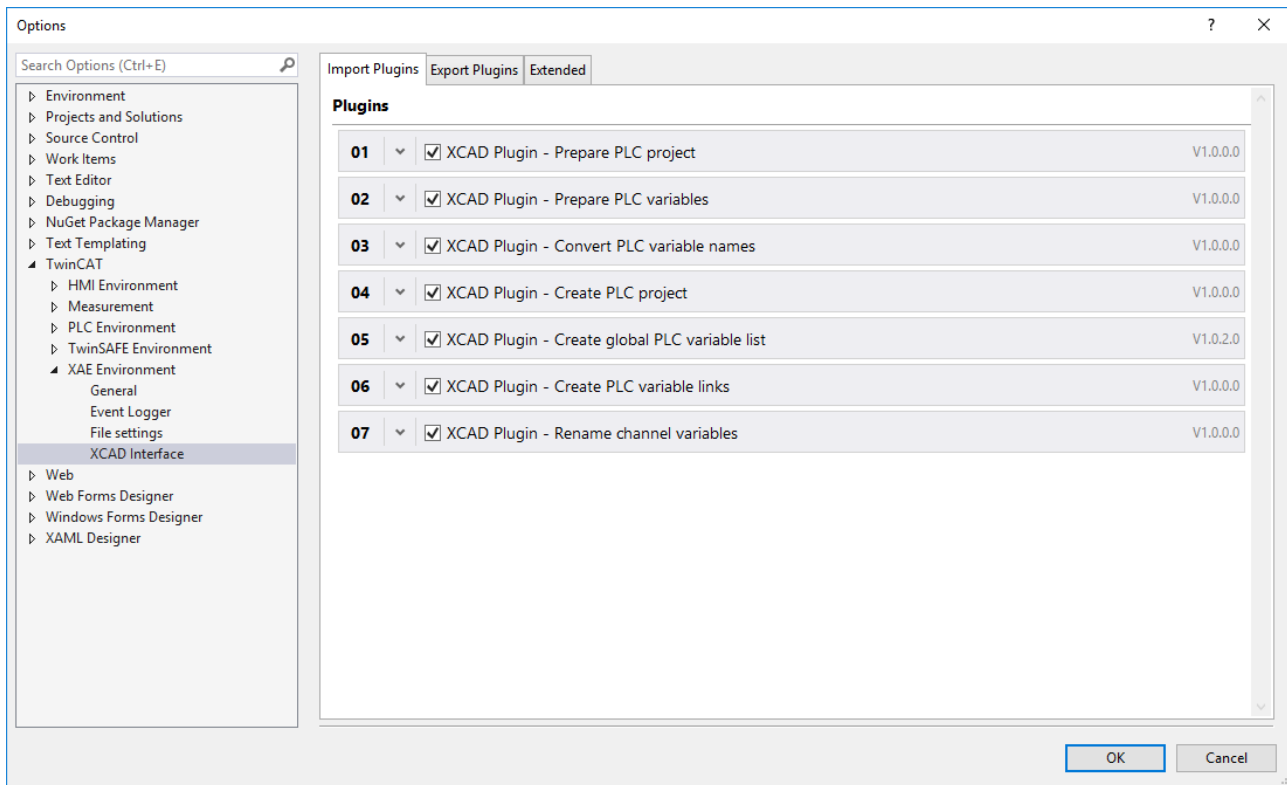 Options
?
Search Options (Ctrl+E)
Environment
Projects and Solutions
Source Control
Work Items
Text Editor
Debugging
NuGet Package Manager
Text Templating
TwinCAT
HMI Environment
Measurement
PLC Environment
TwinSAFE Environment
XAE Environment
General
Event Logger
File settings
XCAD Interface
Web
Web Forms Designer
Windows Forms Designer
XAML Designer
Import Plugins Export Plugins Extended
Plugins
01 XCAD Plugin - Prepare PLC project V1.0.0.0
02 XCAD Plugin - Prepare PLC variables V1.0.0.0
03 XCAD Plugin - Convert PLC variable names V1.0.0.0
04 XCAD Plugin - Create PLC project V1.0.0.0
05 XCAD Plugin - Create global PLC variable list V1.0.2.0
06 XCAD Plugin - Create PLC variable links V1.0.0.0
07 XCAD Plugin - Rename channel variables V1.0.0.0
OK Cancel